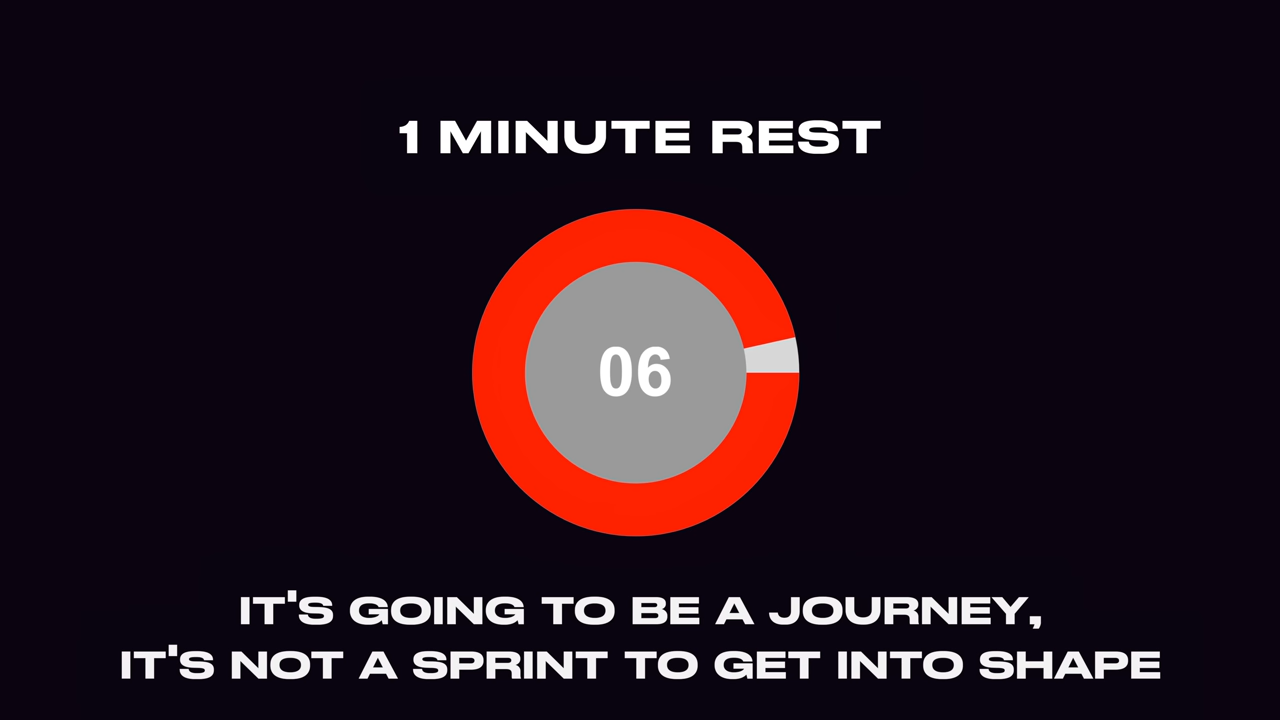 1 MINUTE REST
06
IT'S GOING TO BE A JOURNEY,
IT'S NOT A SPRINT TO GET INTO SHAPE